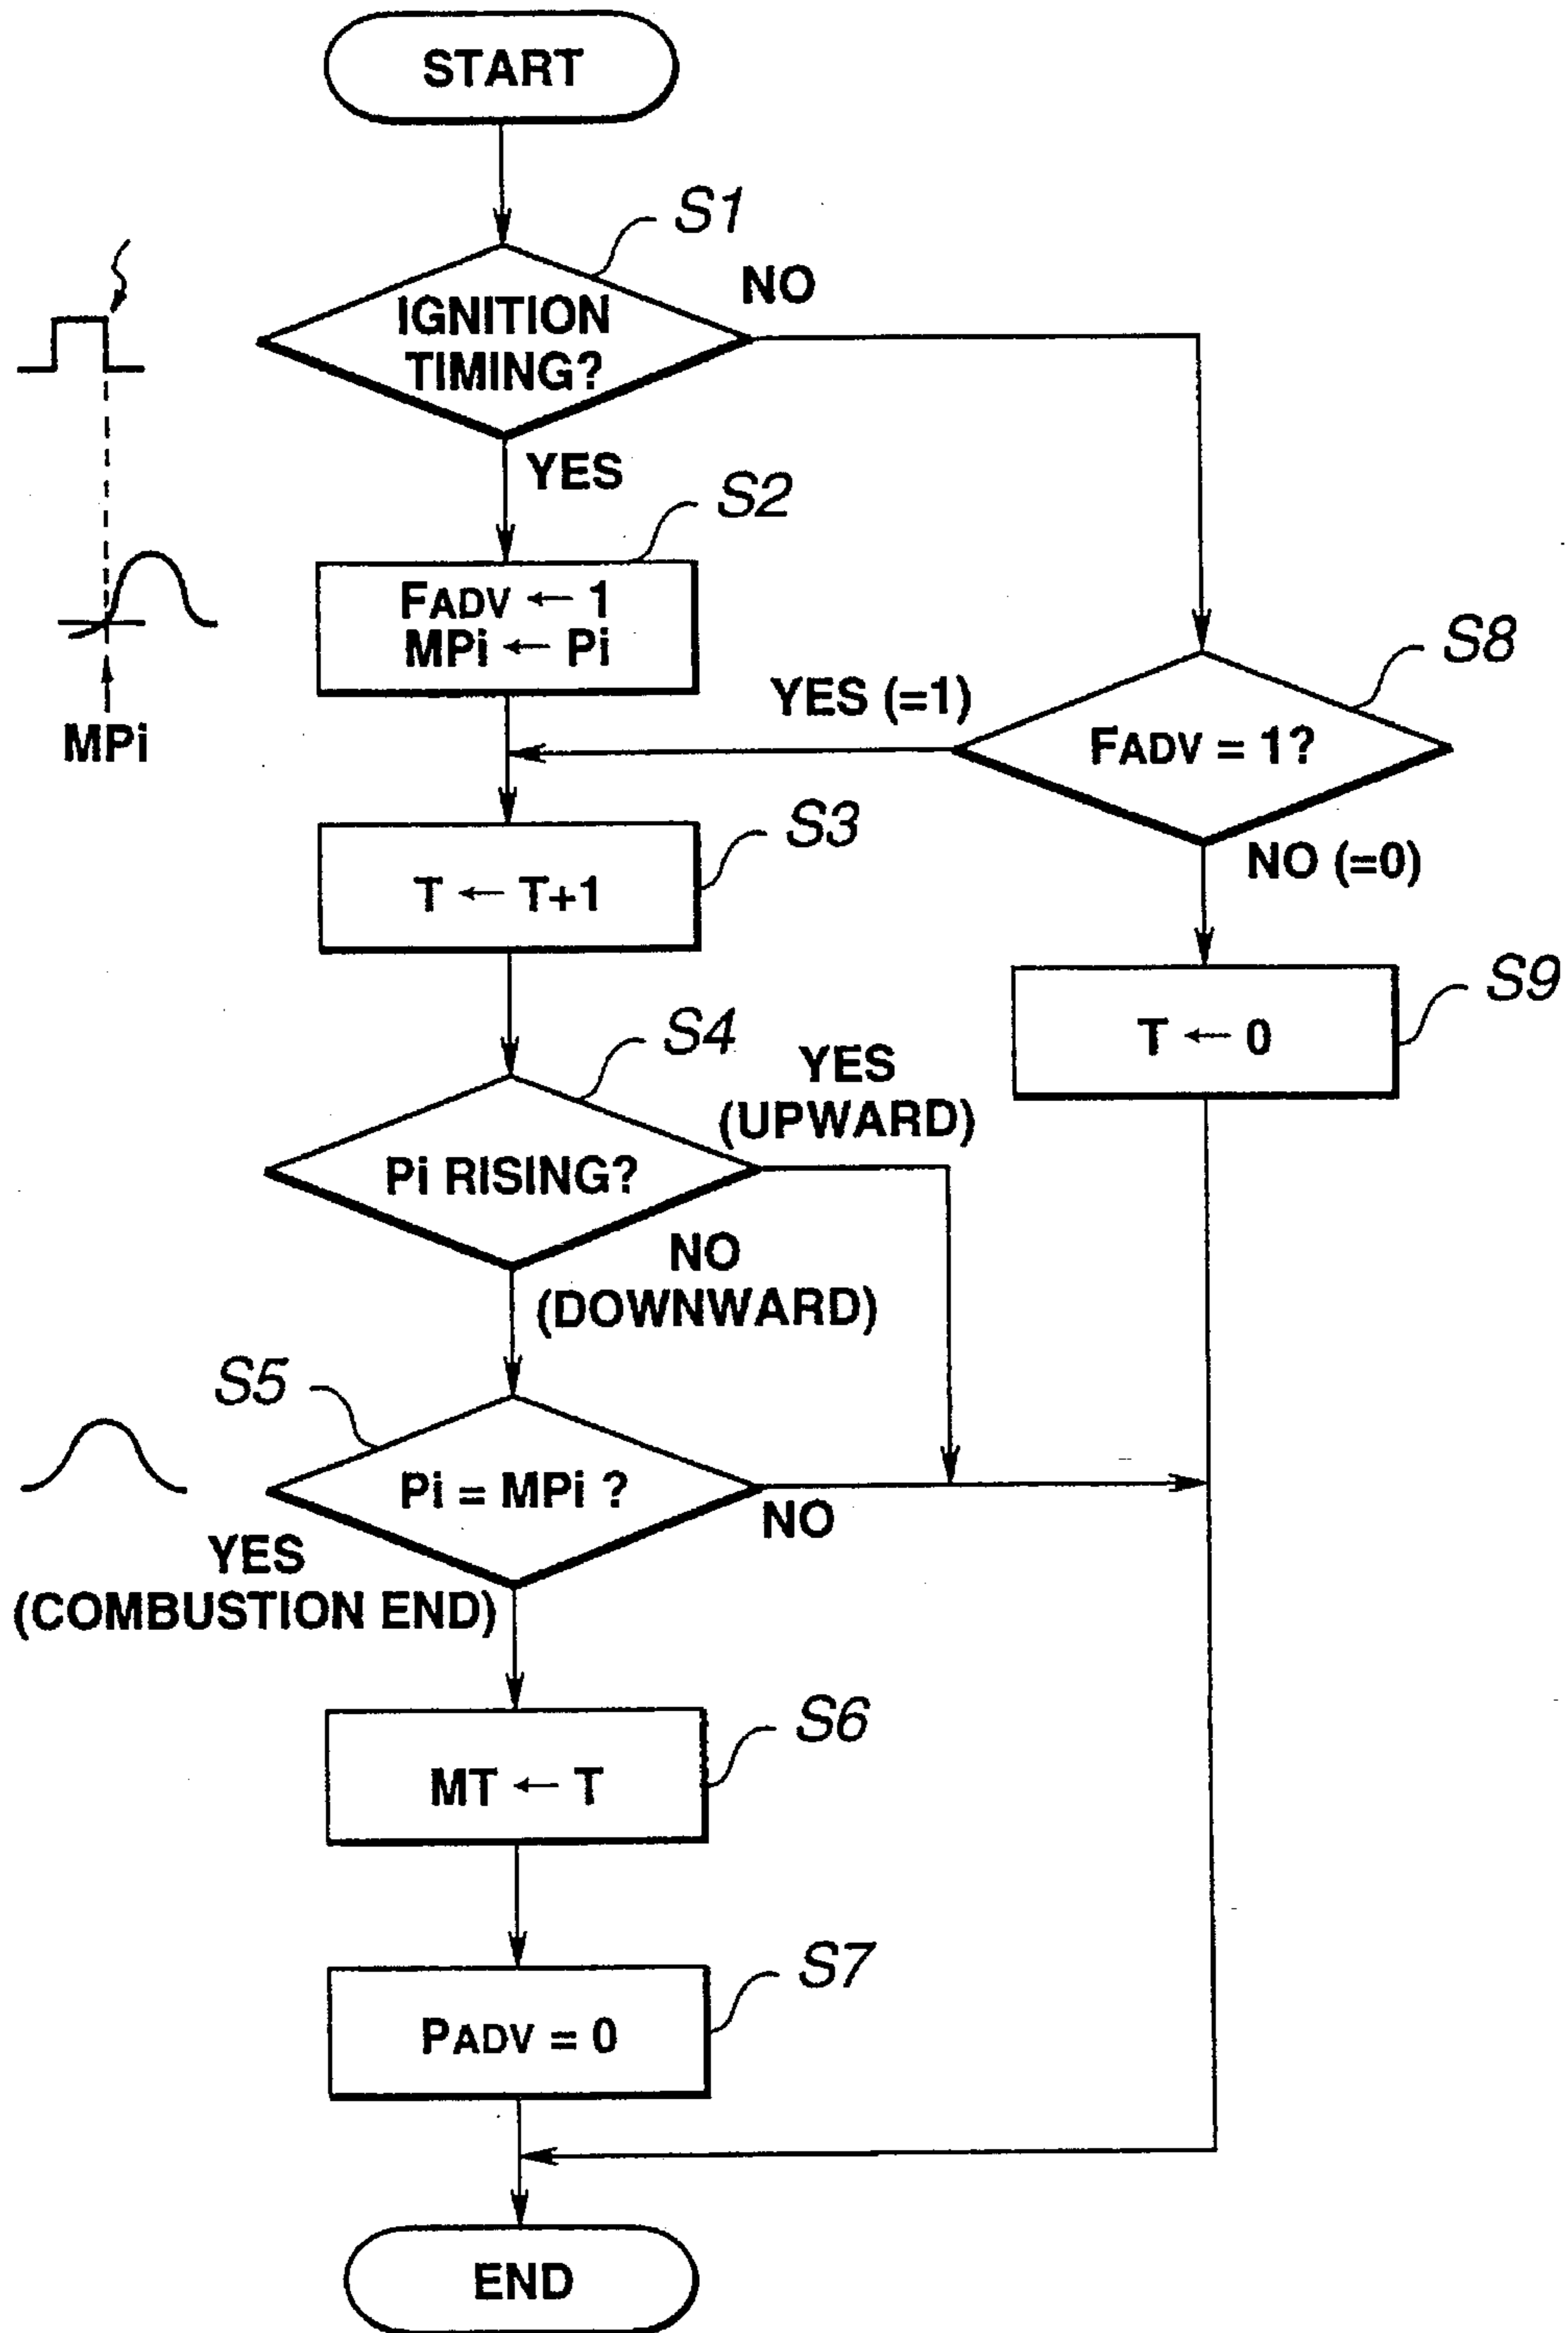 START
S1
NO
IGNITION
TIMING?
YES
S2
FADV ← 1
MPi ← Pi
MPi
S8
YES (=1)
FADV = 1?
NO (=0)
S3
T ← T+1
S9
T ← 0
S4
YES
(UPWARD)
Pi RISING?
NO
(DOWNWARD)
S5
Pi = MPi ?
NO
YES
(COMBUSTION END)
S6
MT ← T
S7
PADV = 0
END